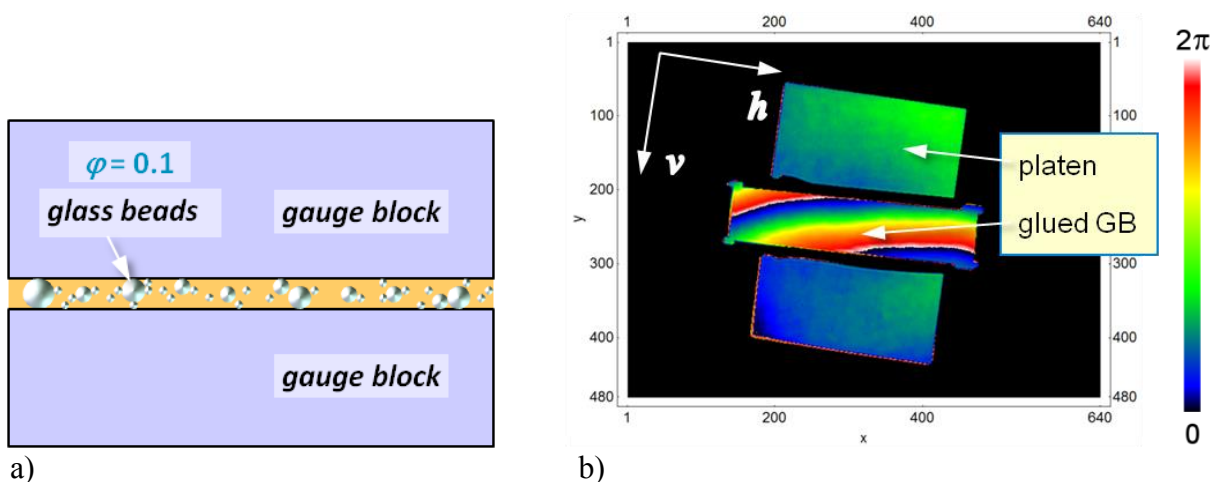 φ = 0.1
glass beads
gauge block
gauge block
a)
1 200 400 640
1
100
200
300
400
480
y
1
100
200
300
400
480
1 200 400 640
x
h
v
platen
glued GB
2π
0
b)